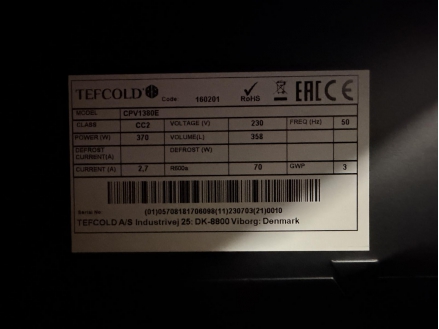 TEFCOLD Code: 160201 RoHS EAC CE
MODEL CPV1380E
CLASS CC2 VOLTAGE (V) 230 FREQ (Hz) 50
POWER (W) 370 VOLUME(L) 358
DEFROST CURRENT(A) DEFROST (W)
CURRENT (A) 2,7 R600a 70 GWP 3
Serial No
(01)05708181706099(11)230703(21)0010
TEFCOLD A/S Industrivej 25: DK-8800 Viborg: Denmark